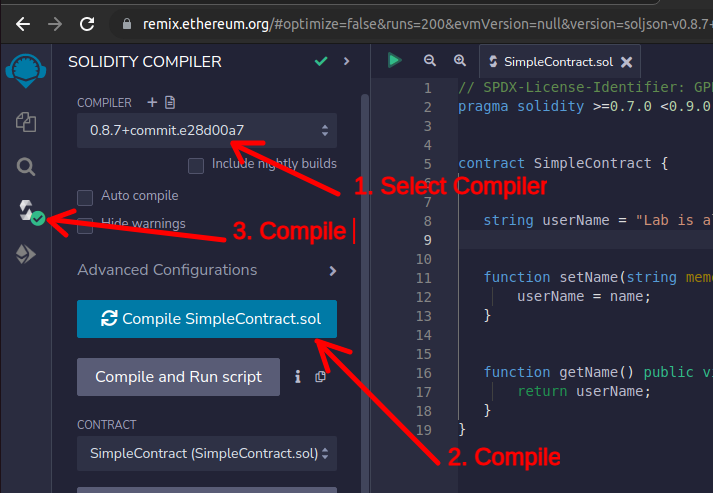 remix.ethereum.org/#optimize=false&runs=200&evmVersion=null&version=soljson-v0.8.7+
SOLIDITY COMPILER
COMPILER
0.8.7+commit.e28d00a7
Include nightly builds
1. Select Compiler
Auto compile
Hide warnings
3. Compile
Advanced Configurations
Compile SimpleContract.sol
Compile and Run script
CONTRACT
SimpleContract (SimpleContract.sol)
2. Compile
SimpleContract.sol
1 // SPDX-License-Identifier: GP
2 pragma solidity >=0.7.0 <0.9.0
3
4
5 contract SimpleContract {
6
7
8 string userName = "Lab is a
9
10
11 function setName(string mem
12 userName = name;
13 }
14
15
16 function getName() public v
17 return userName;
18 }
19 }